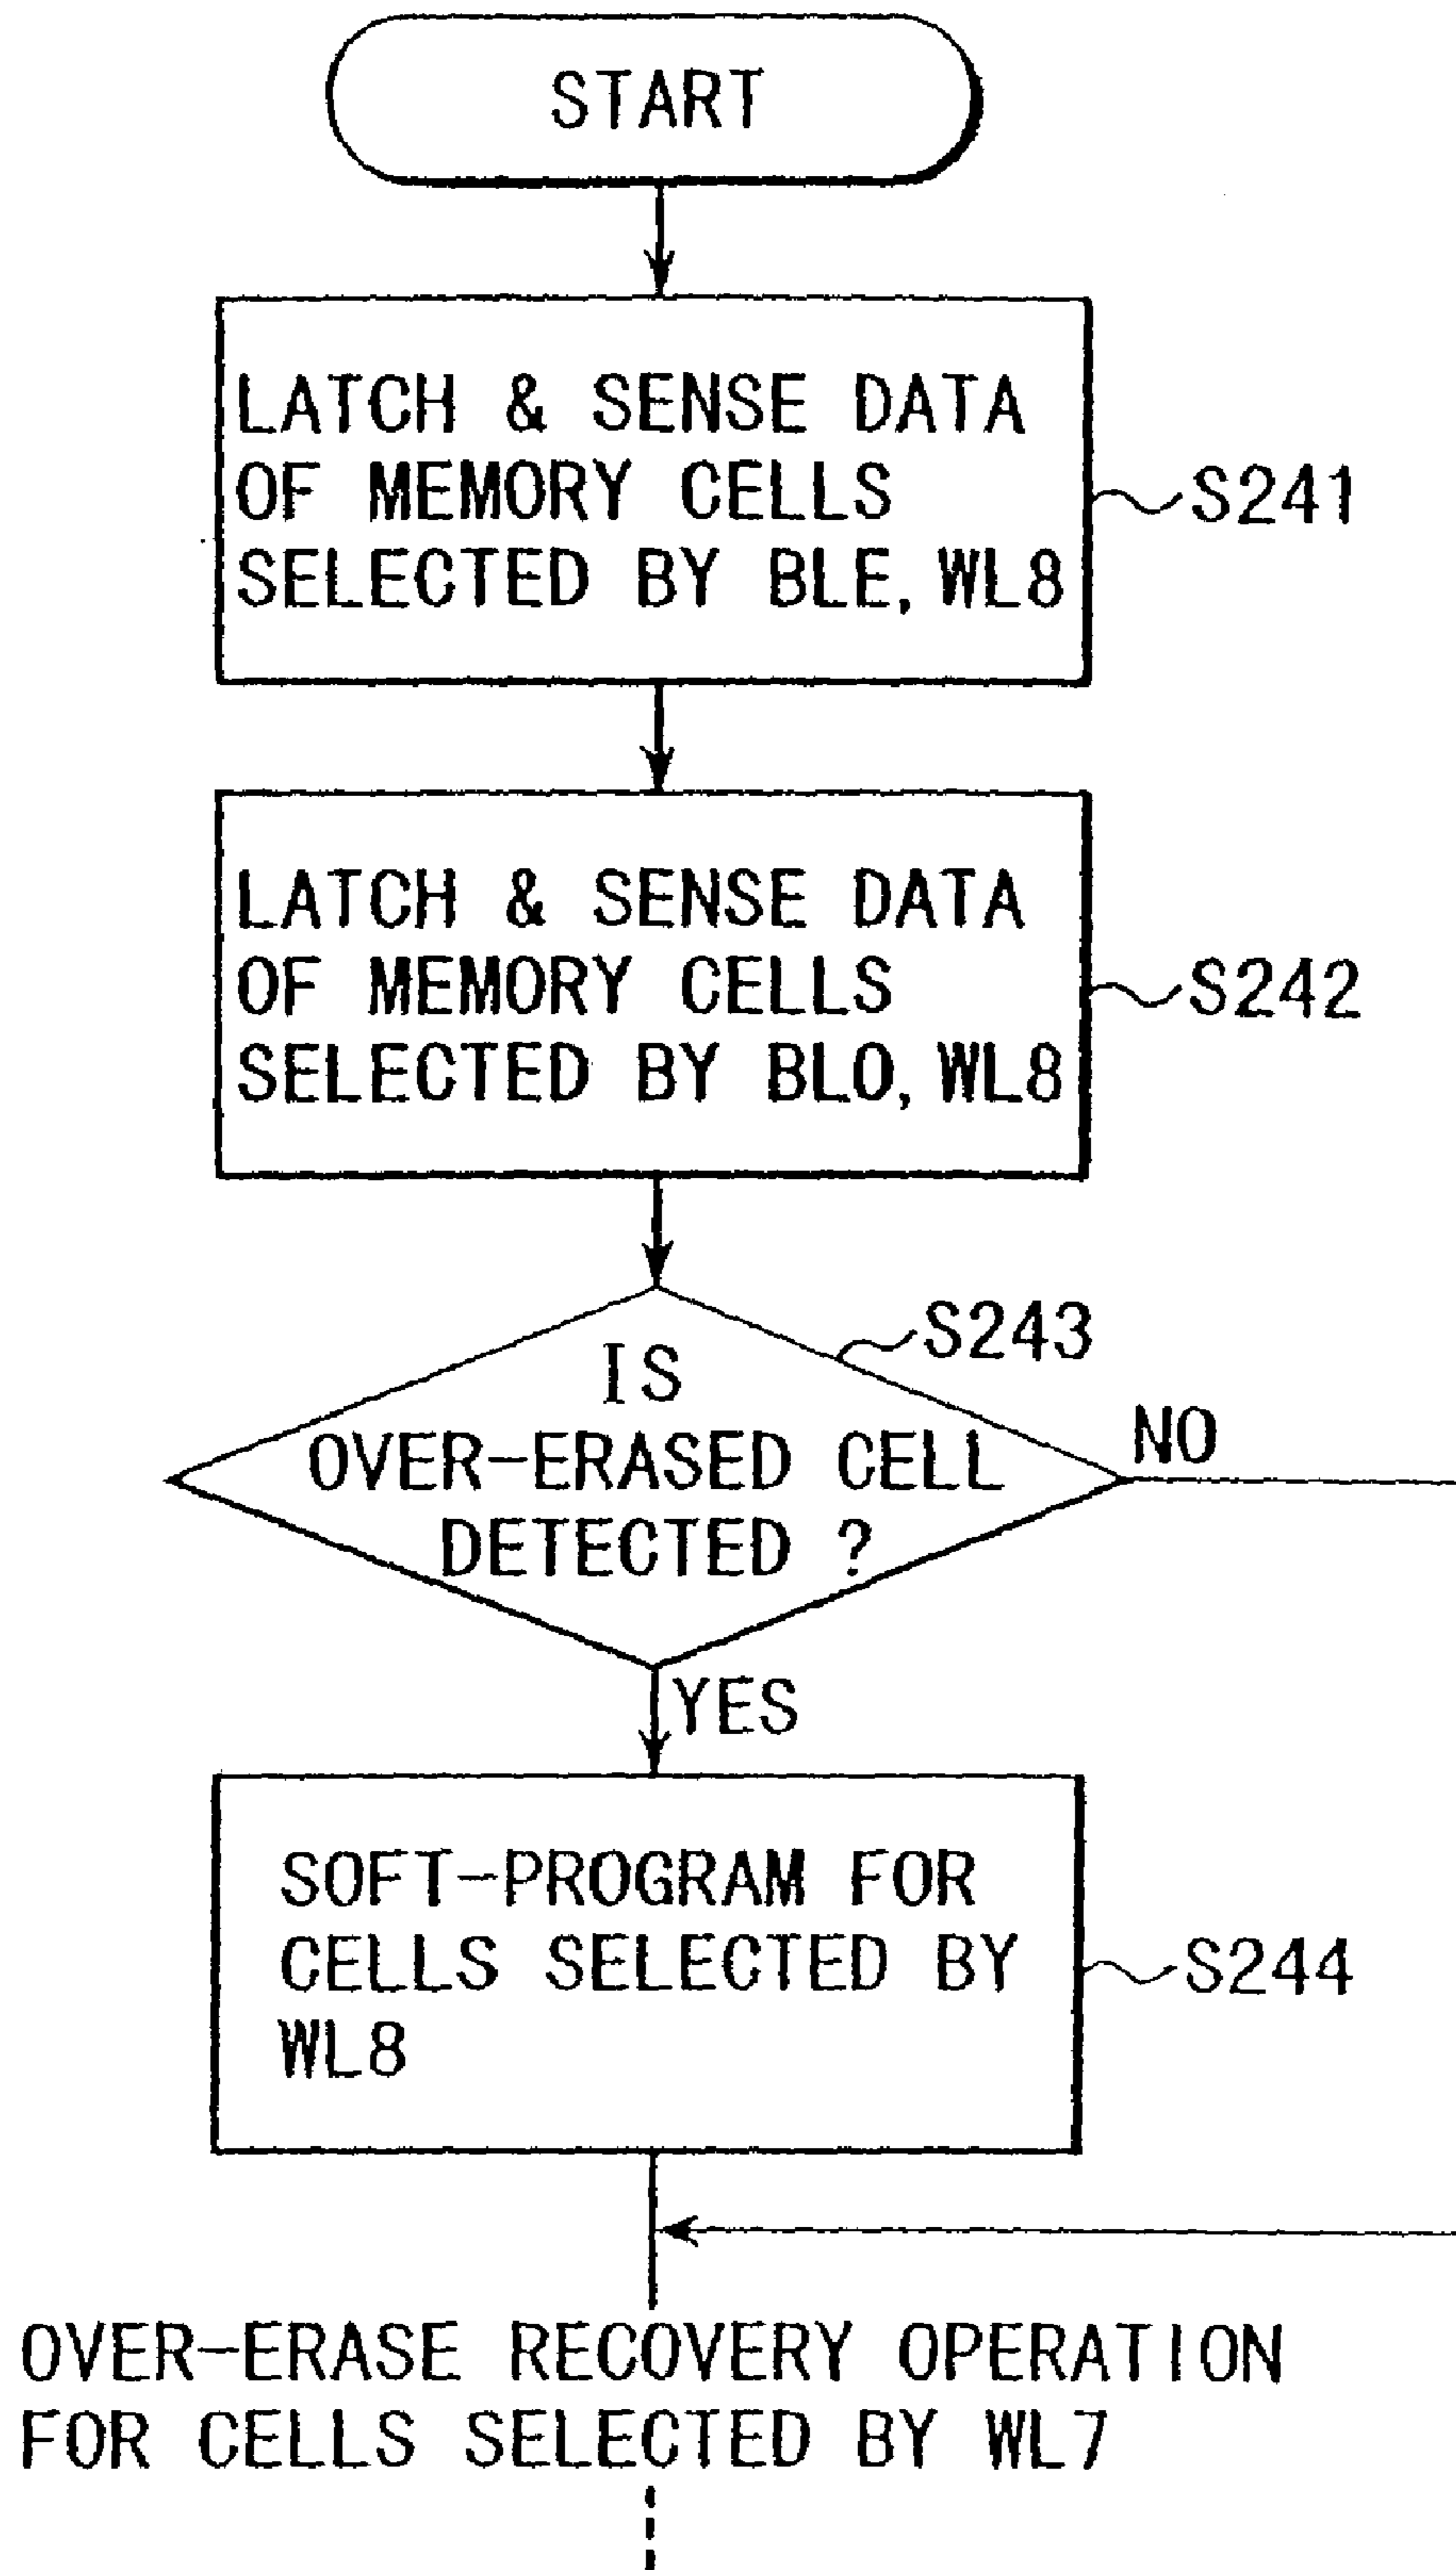 START
LATCH & SENSE DATA
OF MEMORY CELLS
SELECTED BY BLE, WL8
S241
LATCH & SENSE DATA
OF MEMORY CELLS
SELECTED BY BLO, WL8
S242
S243
IS
OVER-ERASED CELL
DETECTED ?
NO
YES
SOFT-PROGRAM FOR
CELLS SELECTED BY
WL8
S244
OVER-ERASE RECOVERY OPERATION
FOR CELLS SELECTED BY WL7